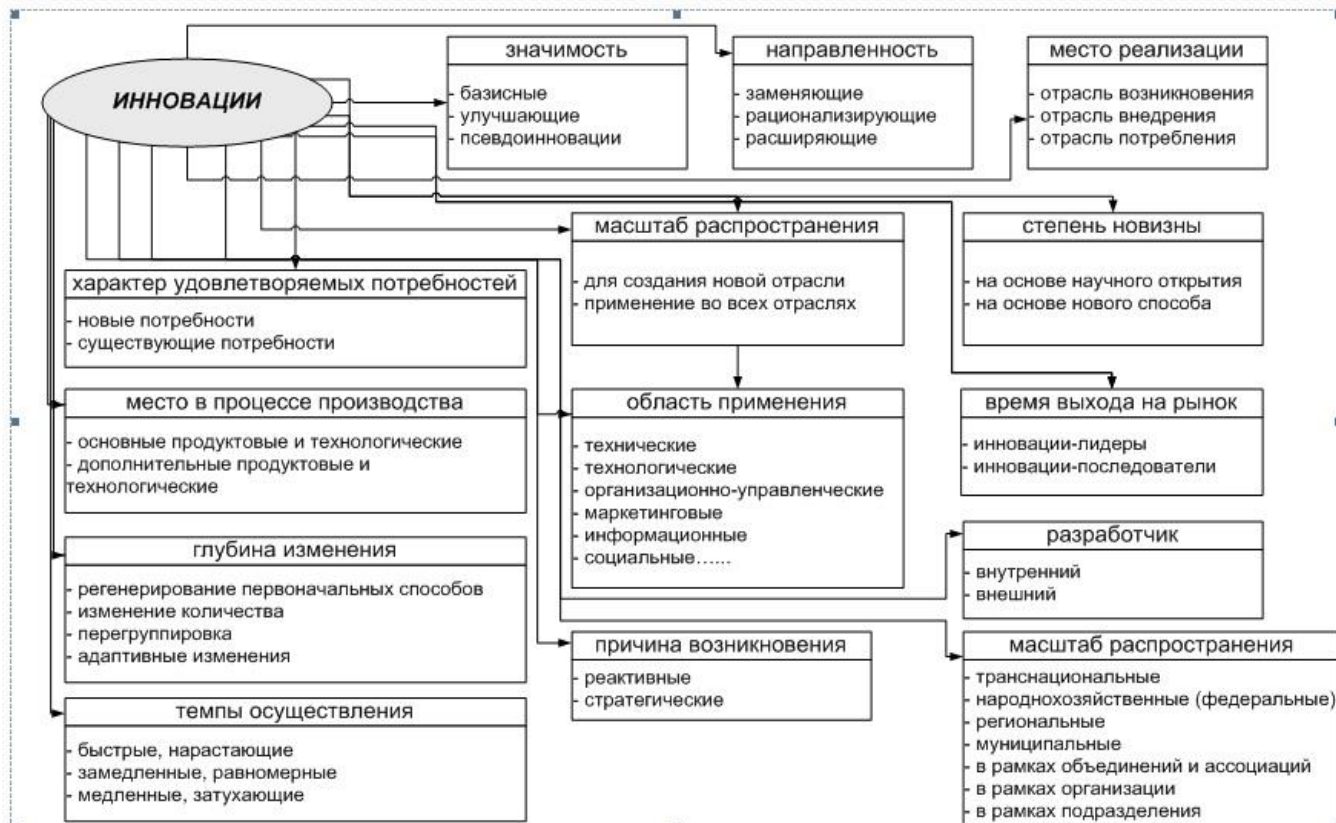 ИННОВАЦИИ
значимость
- базисные
- улучшающие
- псевдоинновации
направленность
- заменяющие
- рационализирующие
- расширяющие
место реализации
- отрасль возникновения
- отрасль внедрения
- отрасль потребления
масштаб распространения
- для создания новой отрасли
- применение во всех отраслях
степень новизны
- на основе научного открытия
- на основе нового способа
характер удовлетворяемых потребностей
- новые потребности
- существующие потребности
место в процессе производства
- основные продуктовые и технологические
- дополнительные продуктовые и
технологические
область применения
- технические
- технологические
- организационно-управленческие
- маркетинговые
- информационные
- социальные......
время выхода на рынок
- инновации-лидеры
- инновации-последователи
глубина изменения
- регенерирование первоначальных способов
- изменение количества
- перегруппировка
- адаптивные изменения
разработчик
- внутренний
- внешний
причина возникновения
- реактивные
- стратегические
масштаб распространения
- транснациональные
- народнохозяйственные (федеральные)
- региональные
- муниципальные
- в рамках объединений и ассоциаций
- в рамках организации
- в рамках подразделения
темпы осуществления
- быстрые, нарастающие
- замедленные, равномерные
- медленные, затухающие